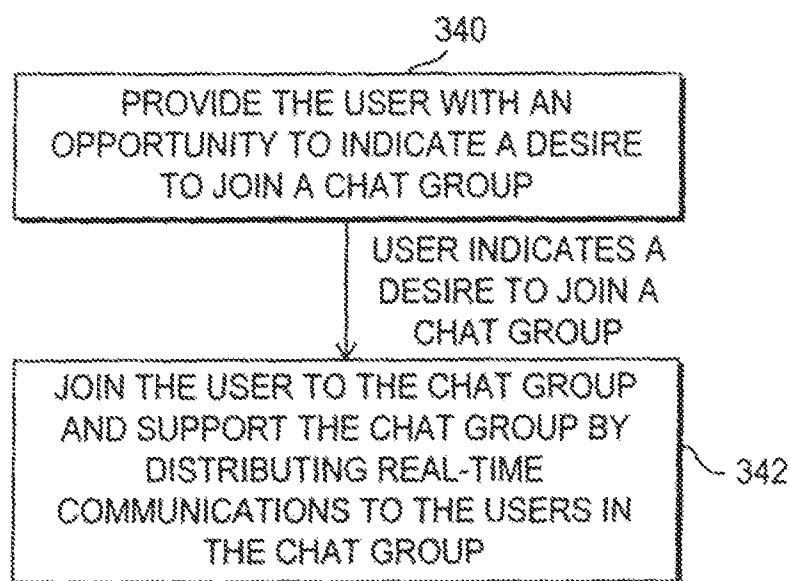 340
PROVIDE THE USER WITH AN
OPPORTUNITY TO INDICATE A DESIRE
TO JOIN A CHAT GROUP
USER INDICATES A
DESIRE TO JOIN A
CHAT GROUP
JOIN THE USER TO THE CHAT GROUP
AND SUPPORT THE CHAT GROUP BY
DISTRIBUTING REAL-TIME
COMMUNICATIONS TO THE USERS IN
THE CHAT GROUP
342